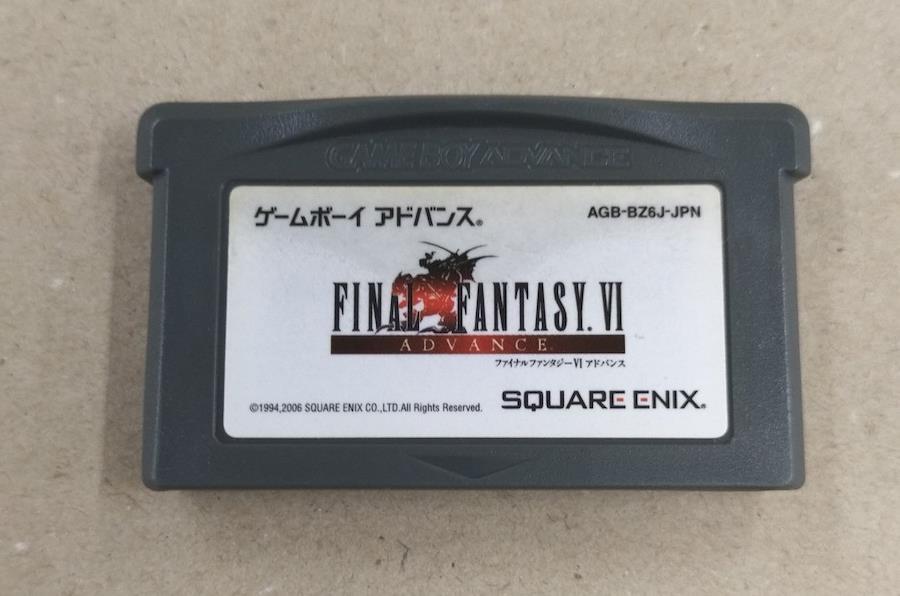 GAME BOY ADVANCE
ゲームボーイ アドバンス®
AGB-BZ6J-JPN
FINAL FANTASY. VI
ADVANCE
ファイナルファンタジーVI アドバンス
©1994,2006 SQUARE ENIX CO.,LTD.All Rights Reserved.
SQUARE ENIX®